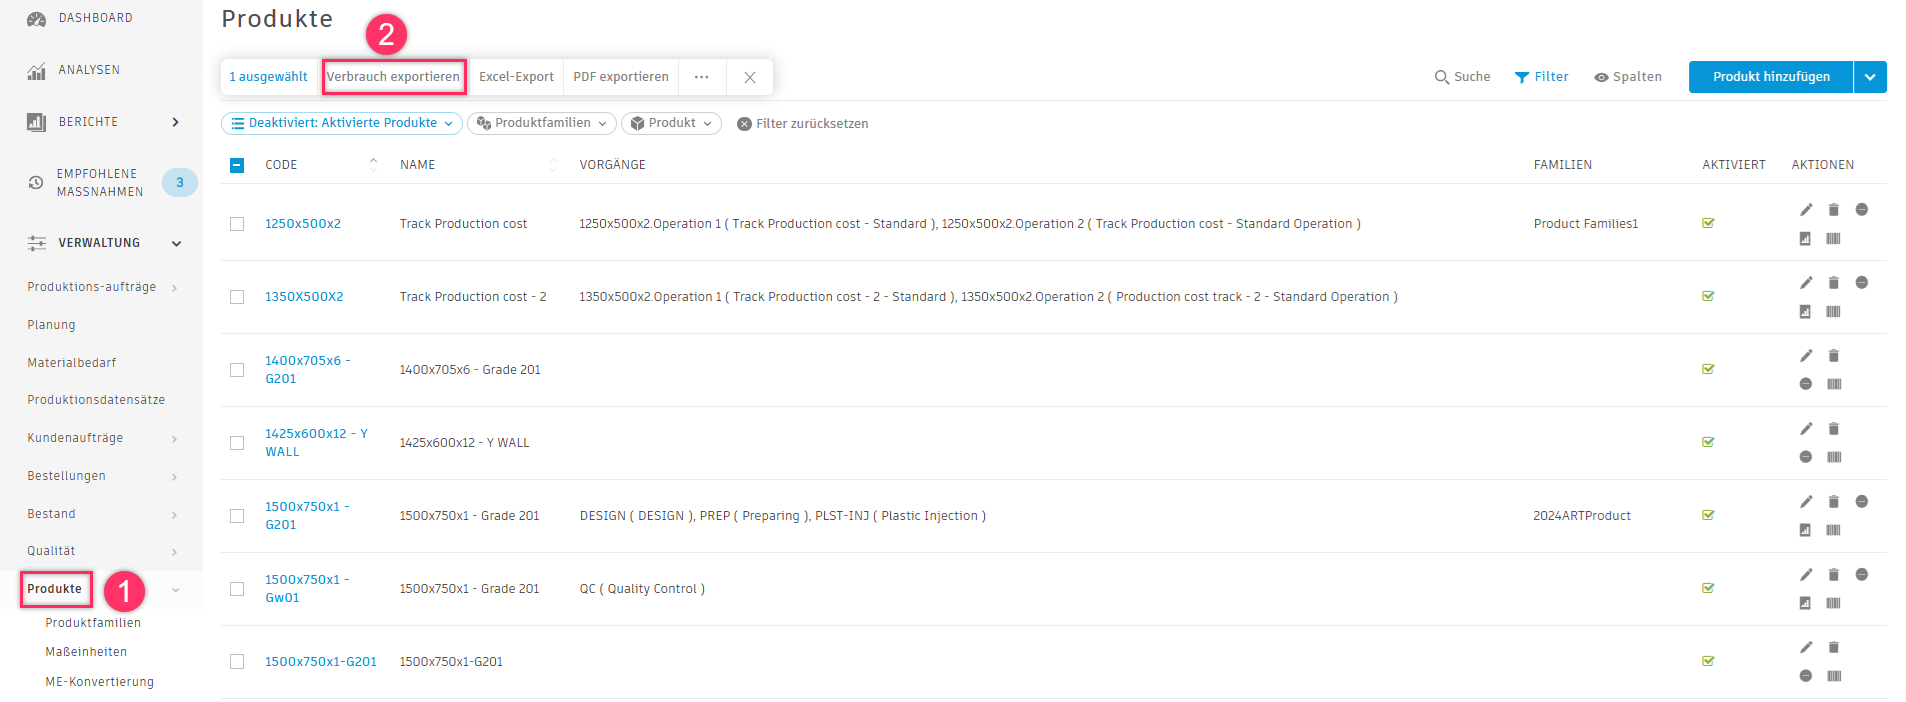 DASHBOARD
ANALYSEN
BERICHTE
EMPFOHLENE
MASSNAHMEN
3
VERWALTUNG
Produktions-aufträge
Planung
Materialbedarf
Produktionsdatensätze
Kundenaufträge
Bestellungen
Bestand
Qualität
Produkte
1
Produktfamilien
Maßeinheiten
ME-Konvertierung
Produkte
2
1 ausgewählt
Verbrauch exportieren
Excel-Export
PDF exportieren
...
Suche
Filter
Spalten
Produkt hinzufügen
Deaktiviert: Aktivierte Produkte
Produktfamilien
Produkt
Filter zurücksetzen
CODE NAME VORGÄNGE FAMILIEN AKTIVIERT AKTIONEN
1250x500x2 Track Production cost 1250x500x2.Operation 1 ( Track Production cost - Standard ), 1250x500x2.Operation 2 ( Track Production cost - Standard Operation ) Product Families1
1350X500X2 Track Production cost - 2 1350x500x2.Operation 1 ( Track Production cost - 2 - Standard ), 1350x500x2.Operation 2 ( Production cost track - 2 - Standard Operation )
1400x705x6 -
G201
1400x705x6 - Grade 201
1425x600x12 - Y
WALL
1425x600x12 - Y WALL
1500x750x1 -
G201
1500x750x1 - Grade 201 DESIGN ( DESIGN ), PREP ( Preparing ), PLST-INJ ( Plastic Injection ) 2024ARTProduct
1500x750x1 -
Gw01
1500x750x1 - Grade 201 QC ( Quality Control )
1500x750x1-G201 1500x750x1-G201